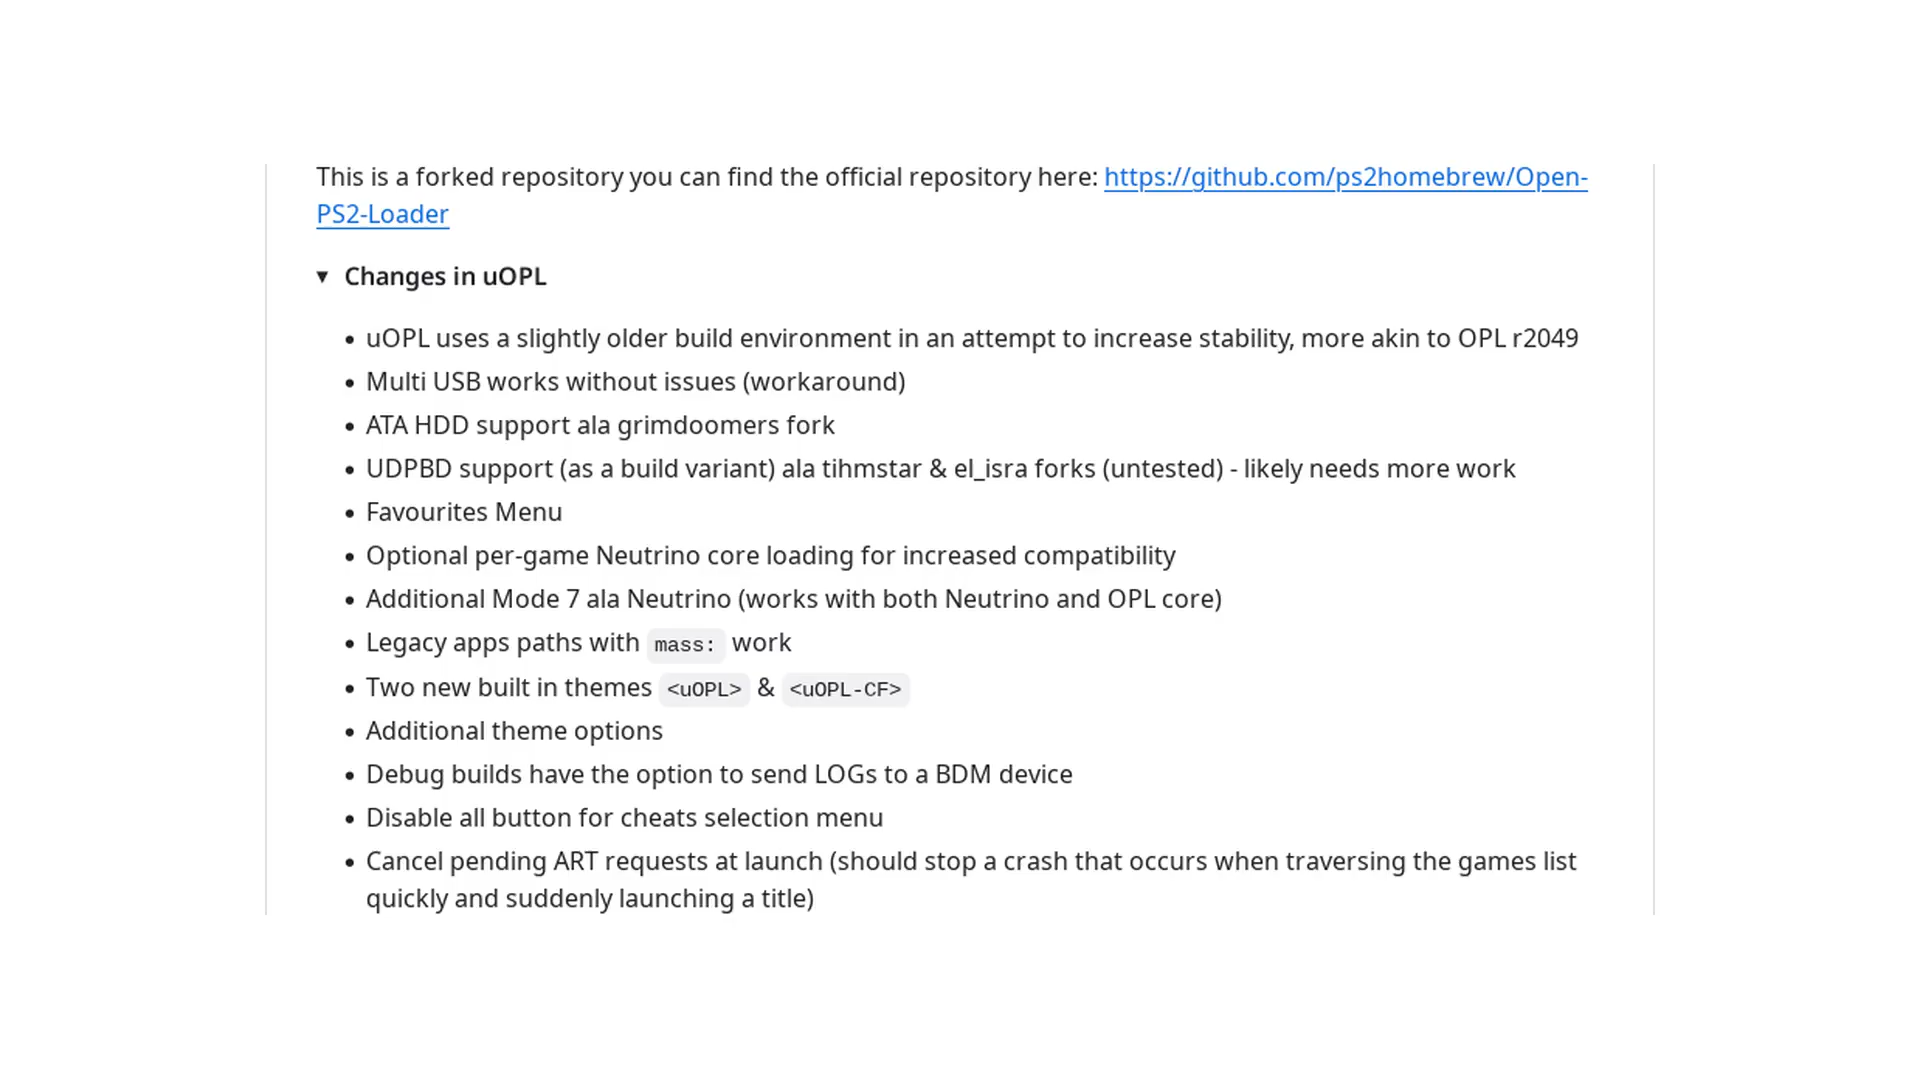 This is a forked repository you can find the official repository here: https://github.com/ps2homebrew/Open-
PS2-Loader
▼ Changes in uOPL
• uOPL uses a slightly older build environment in an attempt to increase stability, more akin to OPL r2049
• Multi USB works without issues (workaround)
• ATA HDD support ala grimdoomers fork
• UDPBD support (as a build variant) ala tihmstar & el_isra forks (untested) - likely needs more work
• Favourites Menu
• Optional per-game Neutrino core loading for increased compatibility
• Additional Mode 7 ala Neutrino (works with both Neutrino and OPL core)
• Legacy apps paths with mass: work
• Two new built in themes <uOPL> & <uOPL-CF>
• Additional theme options
• Debug builds have the option to send LOGs to a BDM device
• Disable all button for cheats selection menu
• Cancel pending ART requests at launch (should stop a crash that occurs when traversing the games list
quickly and suddenly launching a title)